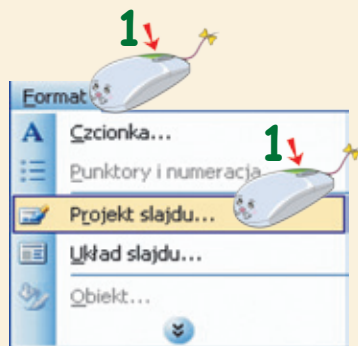 1
Format
Czcionka...
1
Punktory i numeracja...
Projekt slajdu...
Układ slajdu...
Obiekt...